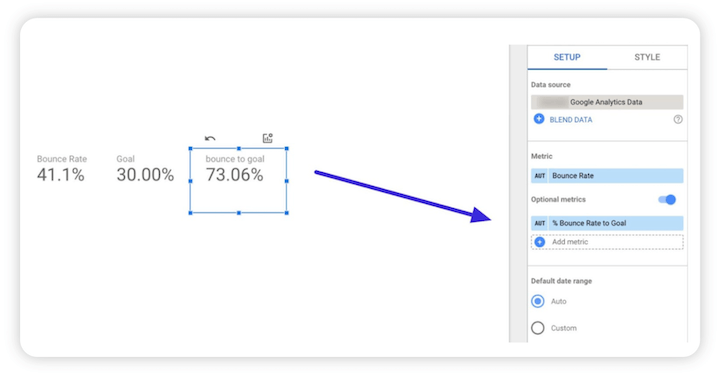 SETUP
STYLE
Data source
Google Analytics Data
BLEND DATA
Bounce Rate
41.1%
Goal
30.00%
bounce to goal
73.06%
Metric
AUT Bounce Rate
Optional metrics
AUT % Bounce Rate to Goal
Add metric
Default date range
Auto
Custom